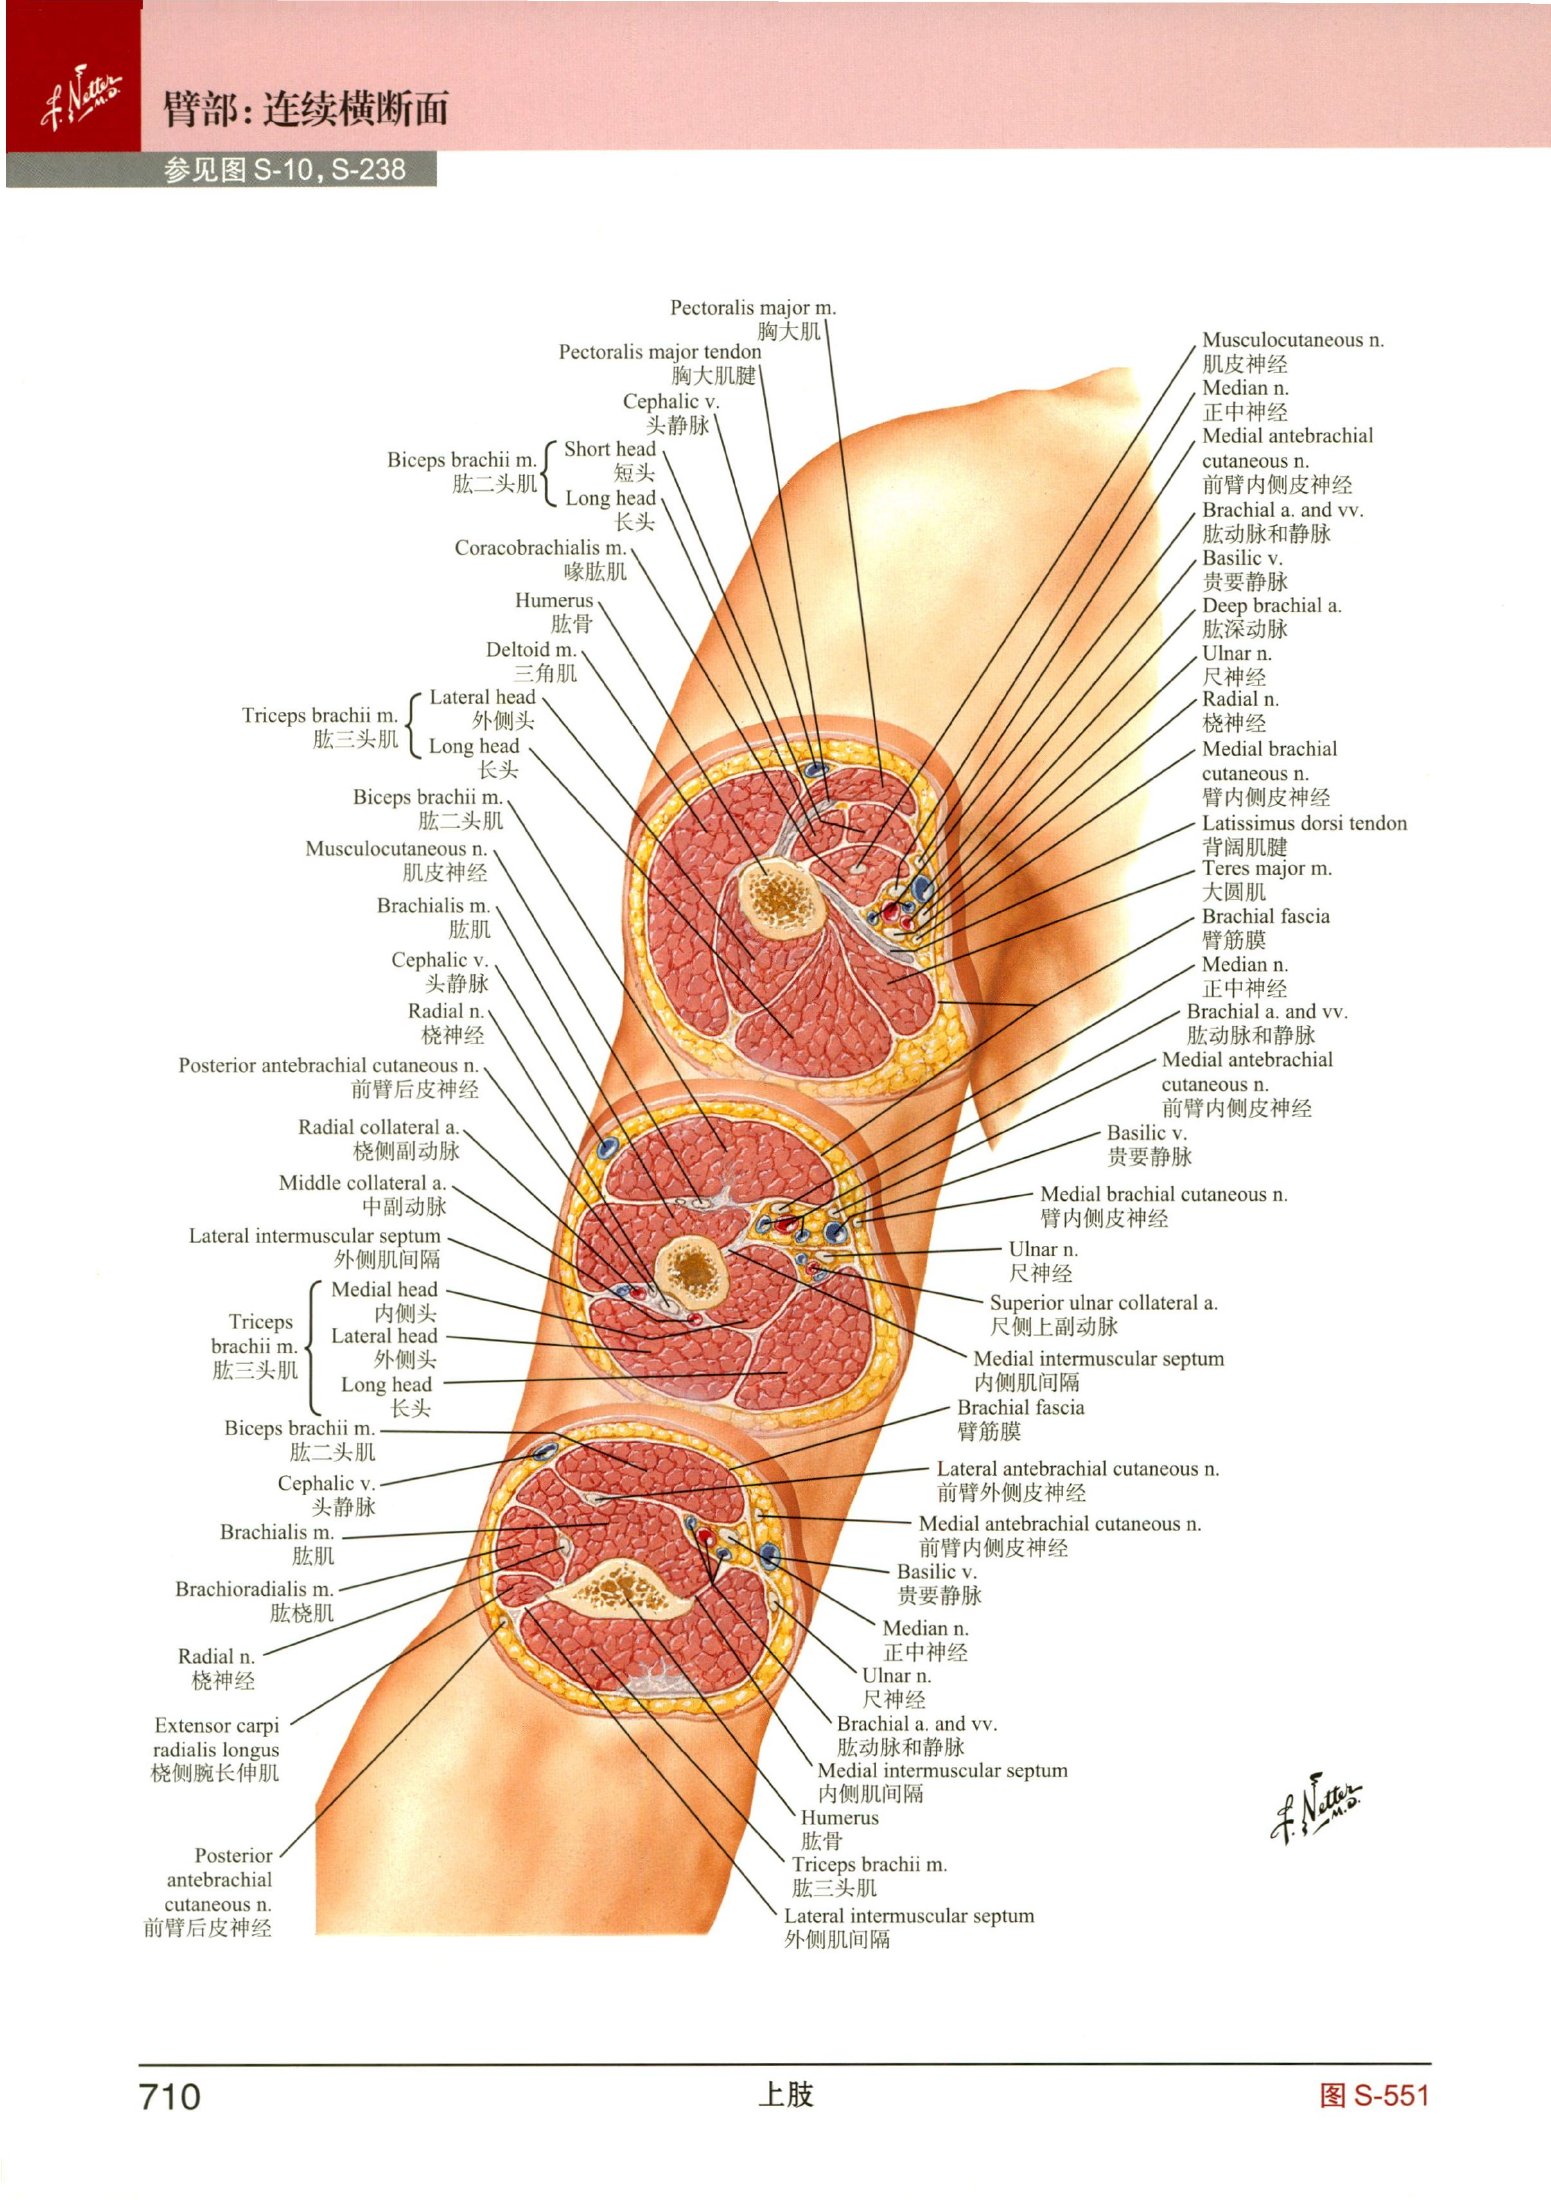 F. Netter M.D.
臂部：连续横断面
参见图 S-10, S-238
Pectoralis major m.
胸大肌
Pectoralis major tendon
胸大肌腱
Cephalic v.
头静脉
Biceps brachii m.
肱二头肌
Short head
短头
Long head
长头
Coracobrachialis m.
喙肱肌
Humerus
肱骨
Deltoid m.
三角肌
Triceps brachii m.
肱三头肌
Lateral head
外侧头
Long head
长头
Biceps brachii m.
肱二头肌
Musculocutaneous n.
肌皮神经
Brachialis m.
肱肌
Cephalic v.
头静脉
Radial n.
桡神经
Posterior antebrachial cutaneous n.
前臂后皮神经
Radial collateral a.
桡侧副动脉
Middle collateral a.
中副动脉
Lateral intermuscular septum
外侧肌间隔
Triceps
brachii m.
肱三头肌
Medial head
内侧头
Lateral head
外侧头
Long head
长头
Biceps brachii m.
肱二头肌
Cephalic v.
头静脉
Brachialis m.
肱肌
Brachioradialis m.
肱桡肌
Radial n.
桡神经
Extensor carpi
radialis longus
桡侧腕长伸肌
Posterior
antebrachial
cutaneous n.
前臂后皮神经
Musculocutaneous n.
肌皮神经
Median n.
正中神经
Medial antebrachial
cutaneous n.
前臂内侧皮神经
Brachial a. and vv.
肱动脉和静脉
Basilic v.
贵要静脉
Deep brachial a.
肱深动脉
Ulnar n.
尺神经
Radial n.
桡神经
Medial brachial
cutaneous n.
臂内侧皮神经
Latissimus dorsi tendon
背阔肌腱
Teres major m.
大圆肌
Brachial fascia
臂筋膜
Median n.
正中神经
Brachial a. and vv.
肱动脉和静脉
Medial antebrachial
cutaneous n.
前臂内侧皮神经
Basilic v.
贵要静脉
Medial brachial cutaneous n.
臂内侧皮神经
Ulnar n.
尺神经
Superior ulnar collateral a.
尺侧上副动脉
Medial intermuscular septum
内侧肌间隔
Brachial fascia
臂筋膜
Lateral antebrachial cutaneous n.
前臂外侧皮神经
Medial antebrachial cutaneous n.
前臂内侧皮神经
Basilic v.
贵要静脉
Median n.
正中神经
Ulnar n.
尺神经
Brachial a. and vv.
肱动脉和静脉
Medial intermuscular septum
内侧肌间隔
Humerus
肱骨
Triceps brachii m.
肱三头肌
Lateral intermuscular septum
外侧肌间隔
F. Netter M.D.
710
上肢
图 S-551